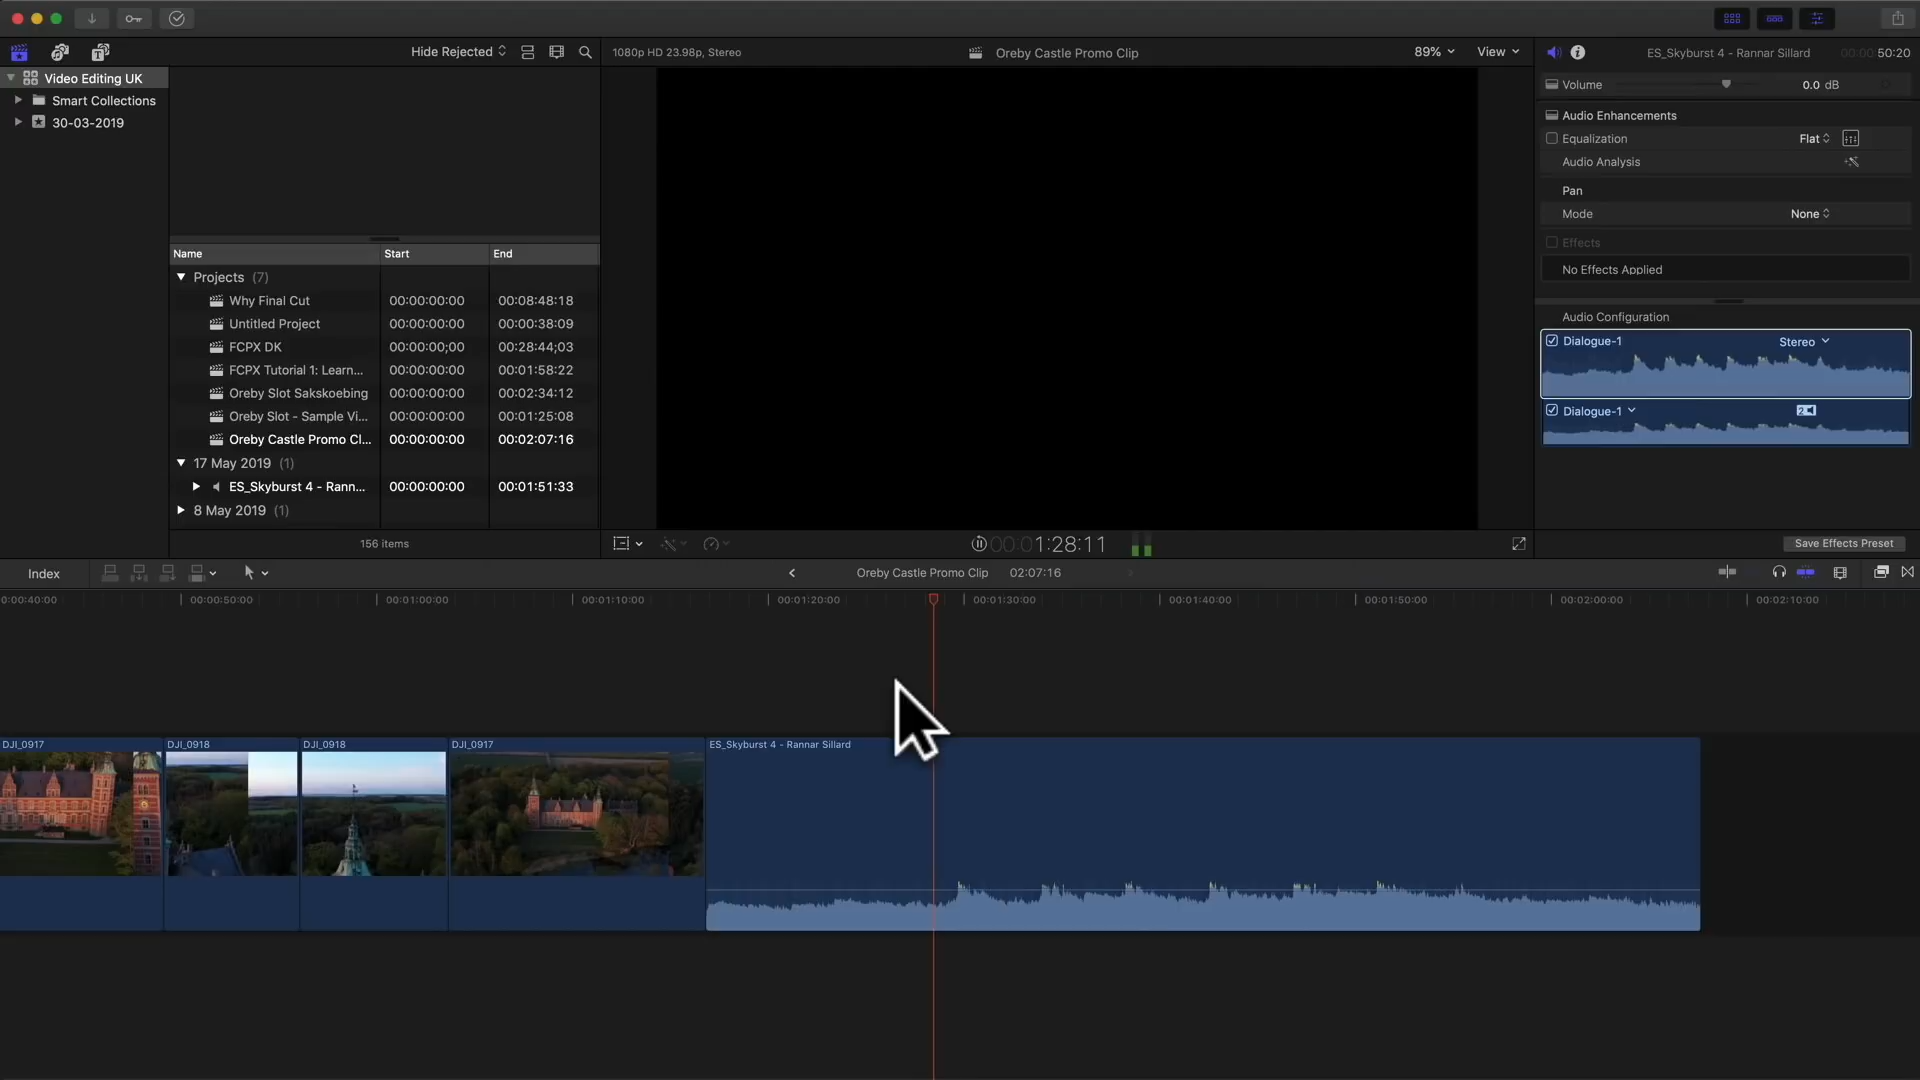 Hide Rejected
1080p HD 23.98p, Stereo
Oreby Castle Promo Clip
89%
View
ES_Skyburst 4 - Rannar Sillard
00:00:50:20
Video Editing UK
Smart Collections
30-03-2019
Volume
0.0 dB
Audio Enhancements
Equalization
Flat
Audio Analysis
Pan
Mode
None
Effects
No Effects Applied
Name Start End
Projects (7)
Why Final Cut 00:00:00:00 00:08:48:18
Untitled Project 00:00:00:00 00:00:38:09
FCPX DK 00:00:00;00 00:28:44;03
FCPX Tutorial 1: Learn... 00:00:00:00 00:01:58:22
Oreby Slot Sakskoebing 00:00:00:00 00:02:34:12
Oreby Slot - Sample Vi... 00:00:00:00 00:01:25:08
Oreby Castle Promo Cl... 00:00:00:00 00:02:07:16
17 May 2019 (1)
ES_Skyburst 4 - Rann... 00:00:00:00 00:01:51:33
8 May 2019 (1)
156 items
Audio Configuration
Dialogue-1
Stereo
Dialogue-1
2
00:01:28:11
Save Effects Preset
Index
Oreby Castle Promo Clip
02:07:16
0:00:40:00 00:00:50:00 00:01:00:00 00:01:10:00 00:01:20:00 00:01:30:00 00:01:40:00 00:01:50:00 00:02:00:00 00:02:10:00
DJI_0917 DJI_0918 DJI_0918 DJI_0917 ES_Skyburst 4 - Rannar Sillard